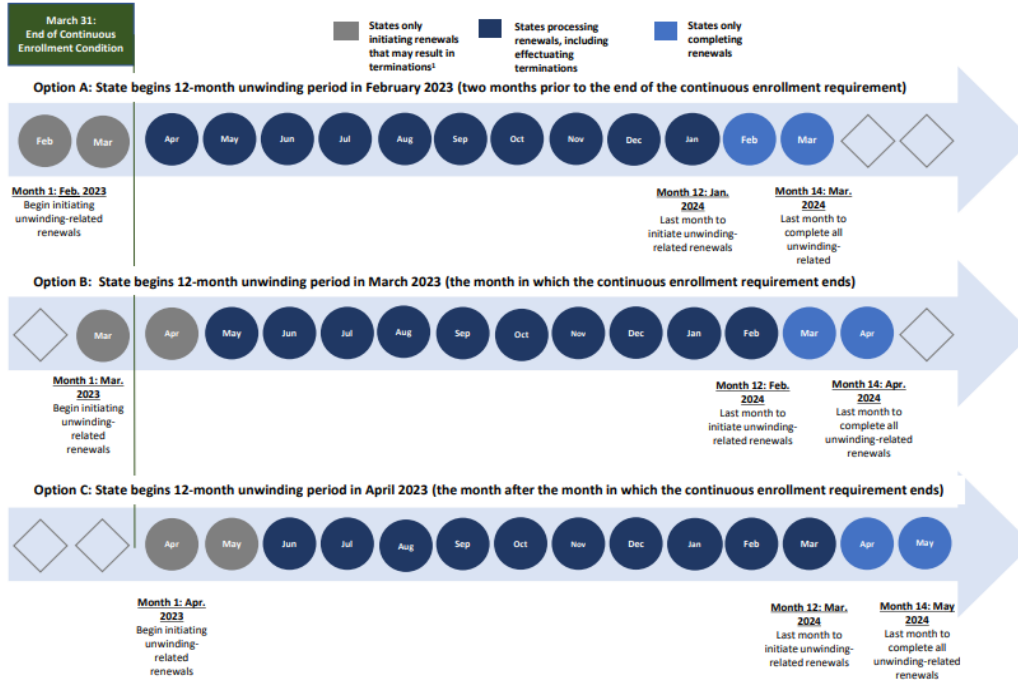 March 31:
End of Continuous
Enrollment Condition
States only
initiating renewals
that may result in
terminations¹
States processing
renewals, including
effectuating
terminations
States only
completing
renewals
Option A: State begins 12-month unwinding period in February 2023 (two months prior to the end of the continuous enrollment requirement)
Feb Mar Apr May Jun Jul Aug Sep Oct Nov Dec Jan Feb Mar
Month 1: Feb. 2023
Begin initiating
unwinding-related
renewals
Month 12: Jan.
2024
Last month to
initiate unwinding-
related renewals
Month 14: Mar.
2024
Last month to
complete all
unwinding-
related
Option B: State begins 12-month unwinding period in March 2023 (the month in which the continuous enrollment requirement ends)
Mar Apr May Jun Jul Aug Sep Oct Nov Dec Jan Feb Mar Apr
Month 1: Mar.
2023
Begin initiating
unwinding-
related
renewals
Month 12: Feb.
2024
Last month to
initiate unwinding-
related renewals
Month 14: Apr.
2024
Last month to
complete all
unwinding-related
renewals
Option C: State begins 12-month unwinding period in April 2023 (the month after the month in which the continuous enrollment requirement ends)
Apr May Jun Jul Aug Sep Oct Nov Dec Jan Feb Mar Apr May
Month 1: Apr.
2023
Begin initiating
unwinding-
related
renewals
Month 12: Mar.
2024
Last month to
initiate unwinding-
related renewals
Month 14: May
2024
Last month to
complete all
unwinding-related
renewals